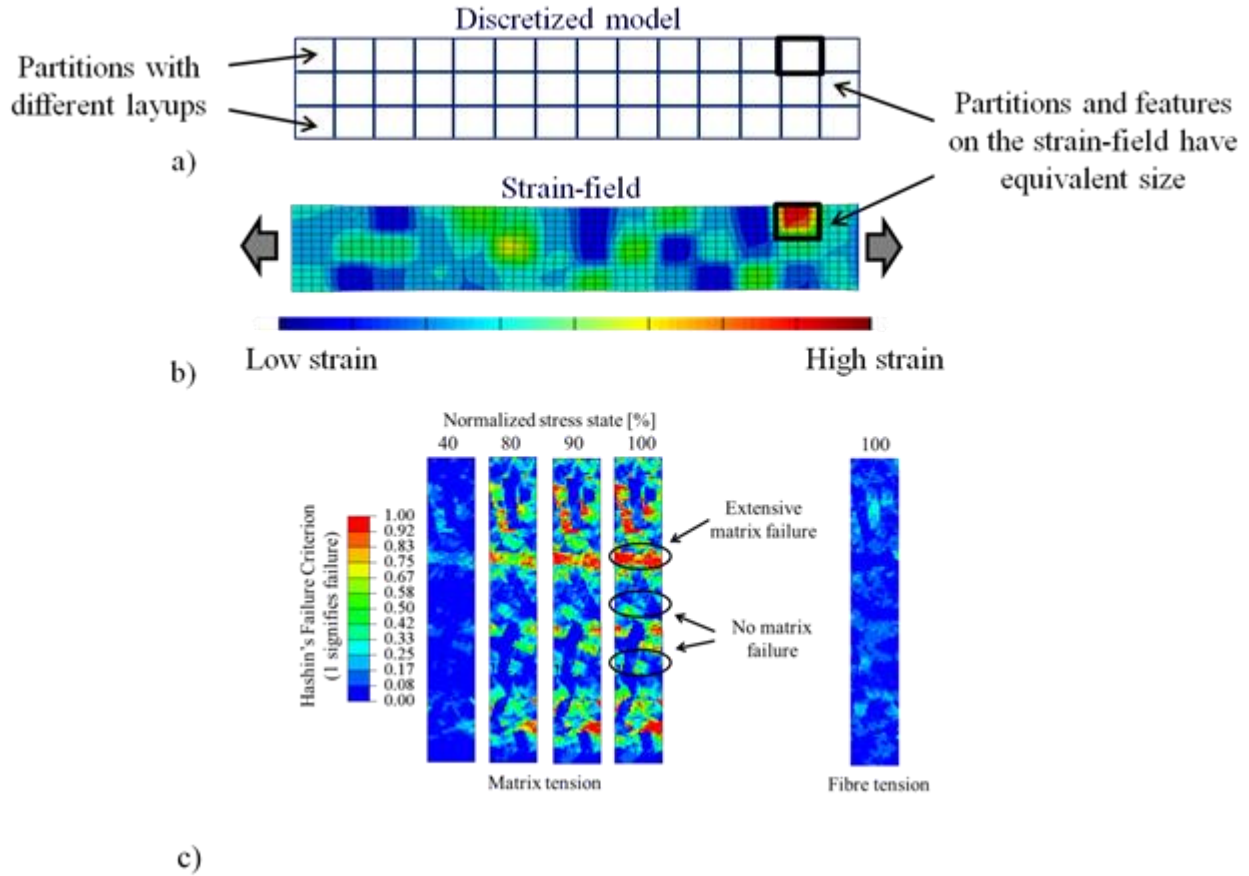 Discretized model
Partitions with
different layups
Partitions and features
on the strain-field have
equivalent size
a)
Strain-field
Low strain
High strain
b)
Normalized stress state [%]
40
80
90
100
100
Hashin's Failure Criterion
(1 signifies failure)
1.00
0.92
0.83
0.75
0.67
0.58
0.50
0.42
0.33
0.25
0.17
0.08
0.00
Extensive
matrix failure
No matrix
failure
Matrix tension
Fibre tension
c)